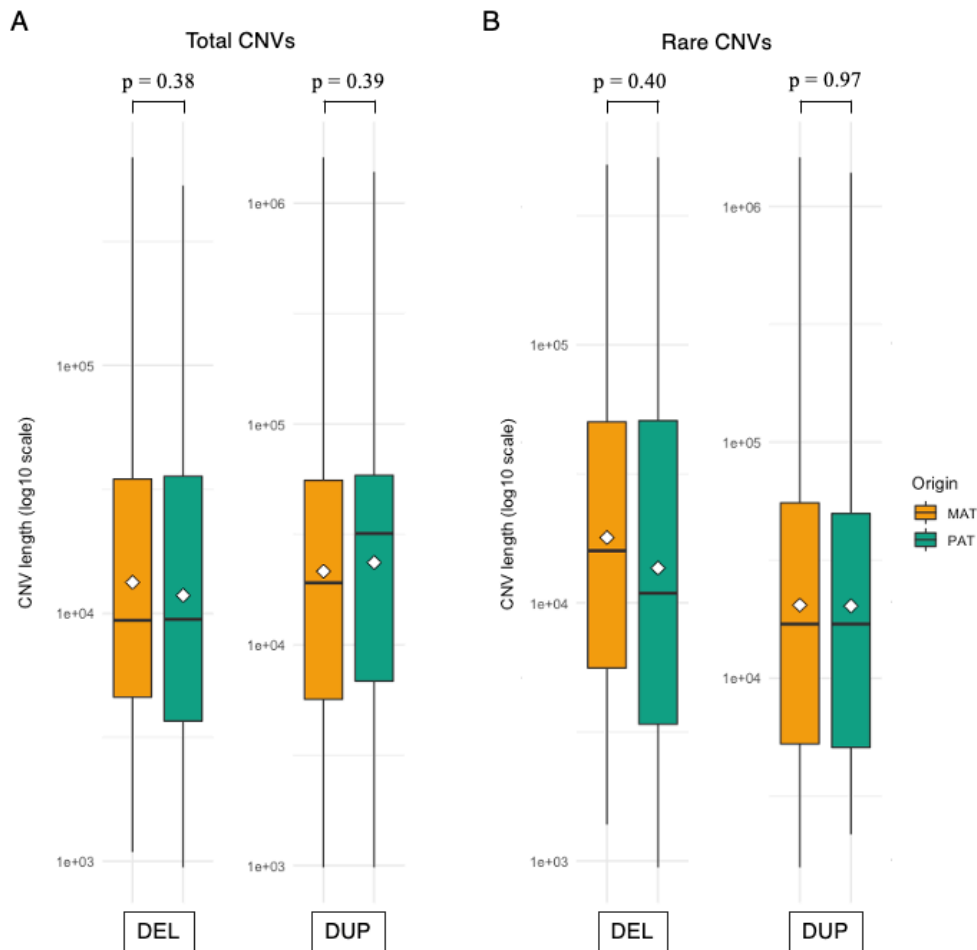 A
Total CNVs
p = 0.38
p = 0.39
CNV length (log10 scale)
1e+05
1e+04
1e+03
1e+06
1e+05
1e+04
1e+03
DEL
DUP
B
Rare CNVs
p = 0.40
p = 0.97
CNV length (log10 scale)
1e+05
1e+04
1e+03
1e+06
1e+05
1e+04
DEL
DUP
Origin
MAT
PAT